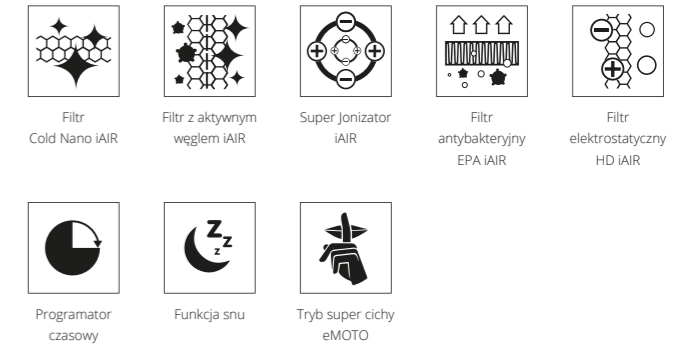 Filtr
Cold Nano iAIR
Filtr z aktywnym
węglem iAIR
Super Jonizator
iAIR
Filtr
antybakteryjny
EPA iAIR
Filtr
elektrostatyczny
HD iAIR
Z
Z
Z
Programator
czasowy
Funkcja snu
Tryb super cichy
eMOTO